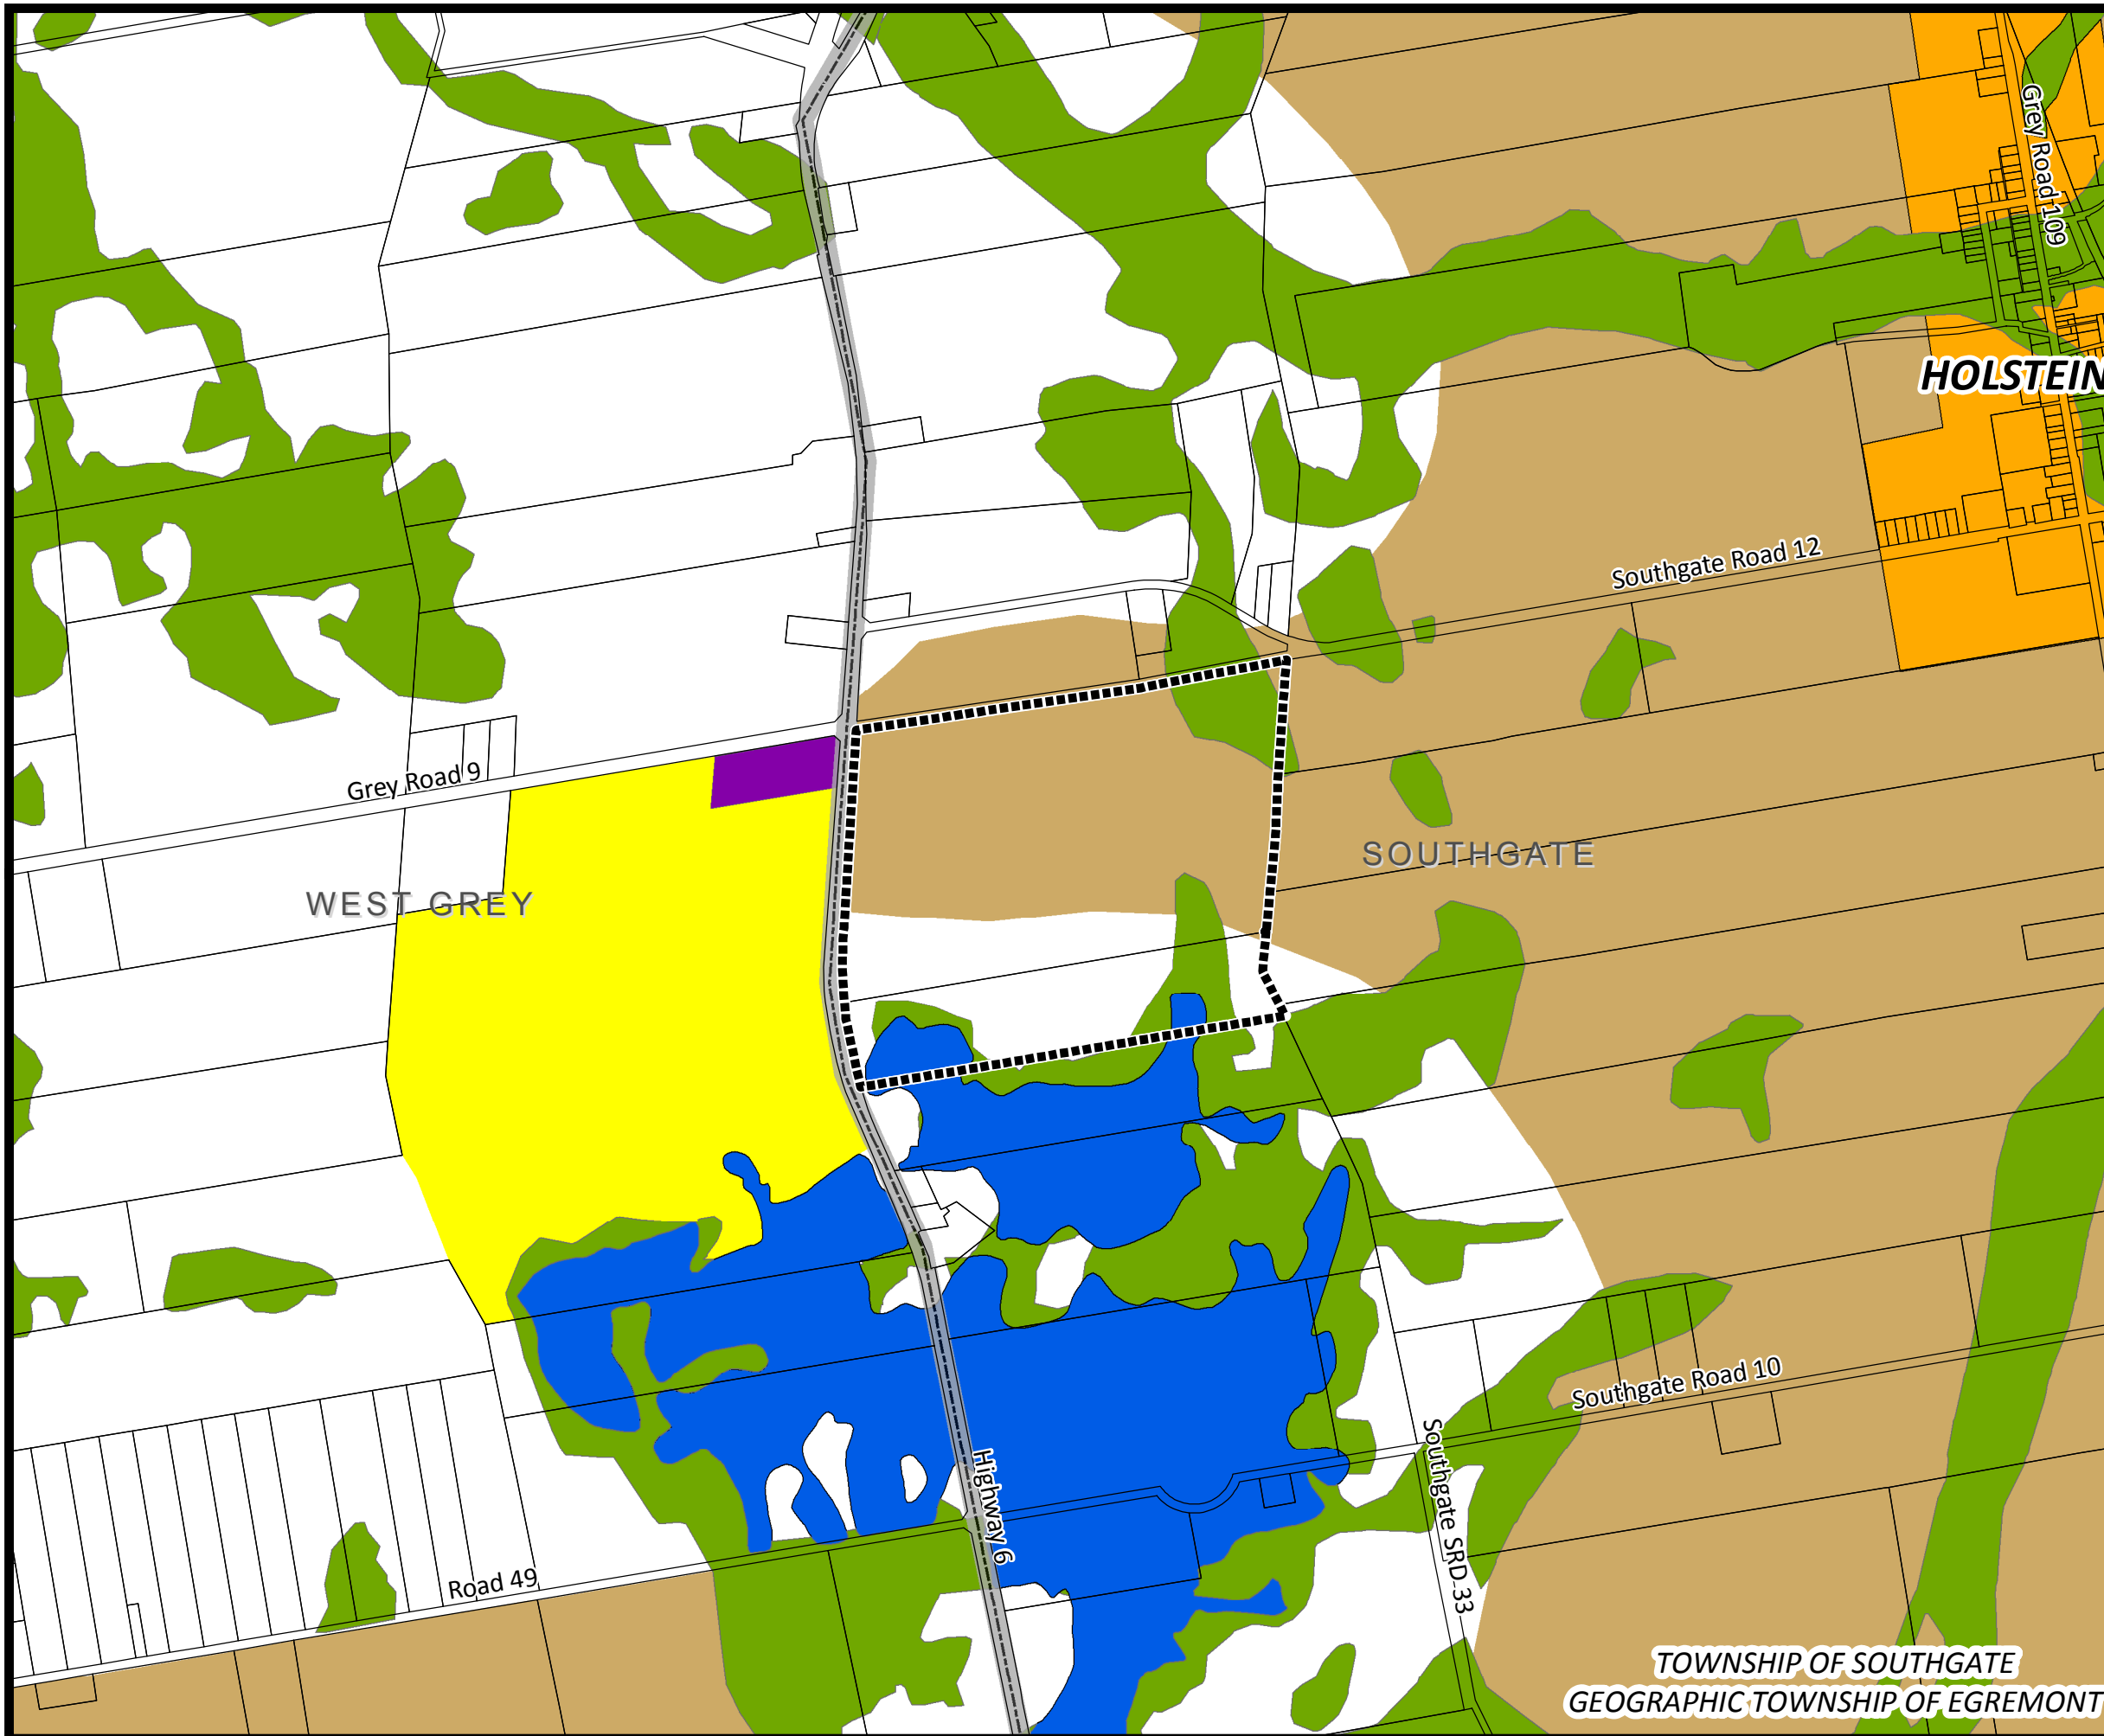 Grey Road 109
HOLSTEIN
Southgate Road 12
Grey Road 9
SOUTHGATE
WEST GREY
Southgate Road 10
Highway 6
Southgate SRD 33
Road 49
TOWNSHIP OF SOUTHGATE
GEOGRAPHIC TOWNSHIP OF EGREMONT